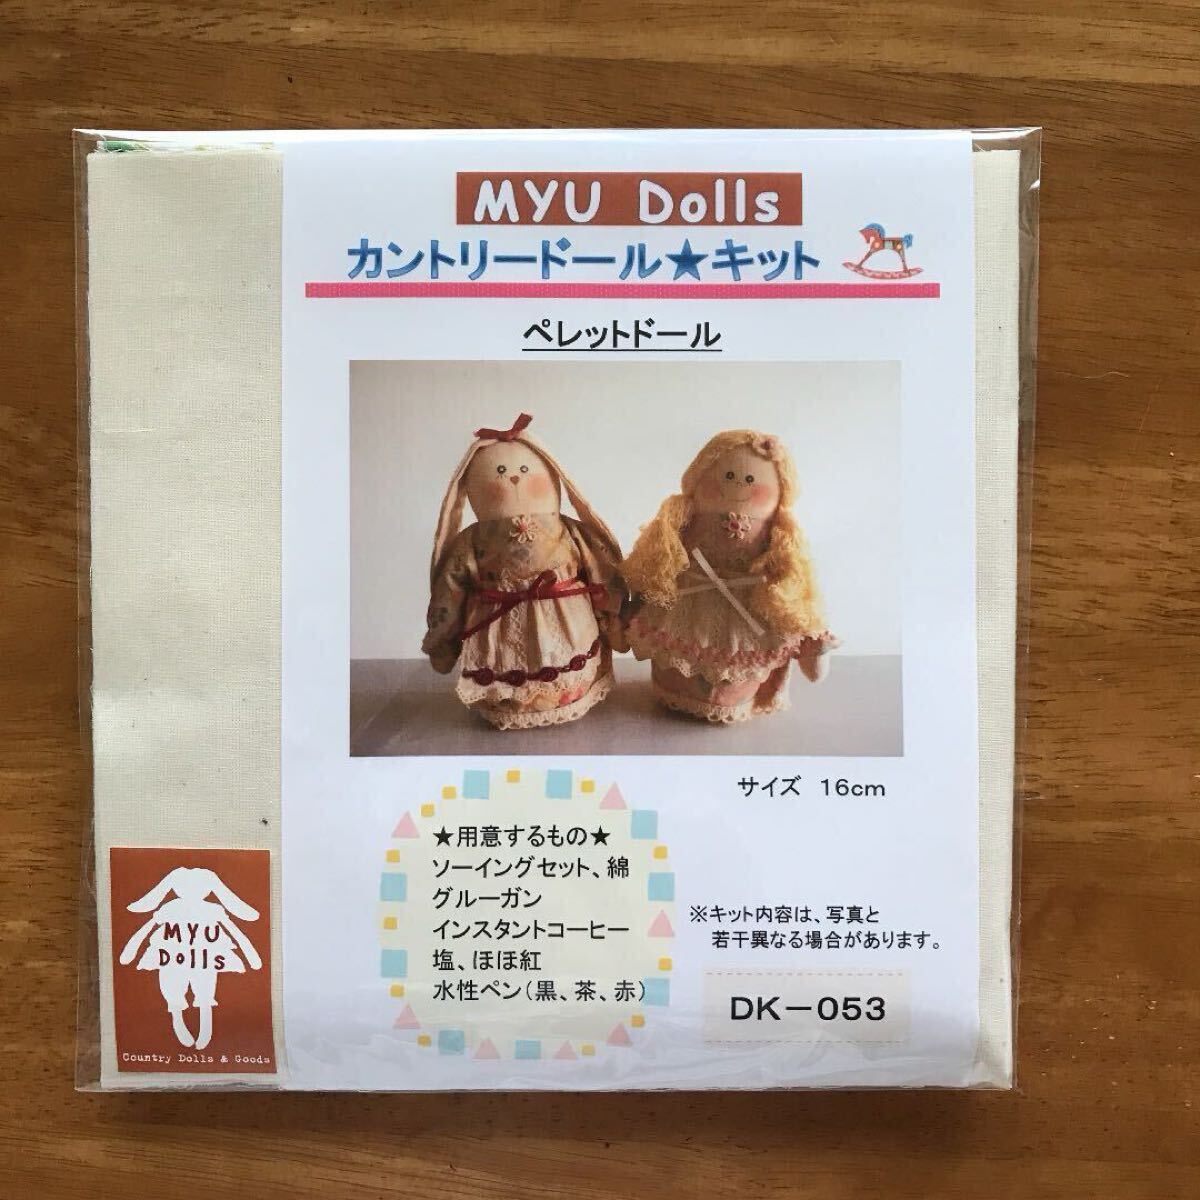 MYU Dolls
カントリードール★キット
ペレットドール
サイズ 16cm
★用意するもの★
ソーイングセット、綿
グルーガン
インスタントコーヒー
塩、ほほ紅
水性ペン(黒、茶、赤)
※キット内容は、写真と
若干異なる場合があります。
DK-053
MYU
Dolls
Country Dolls & Goods